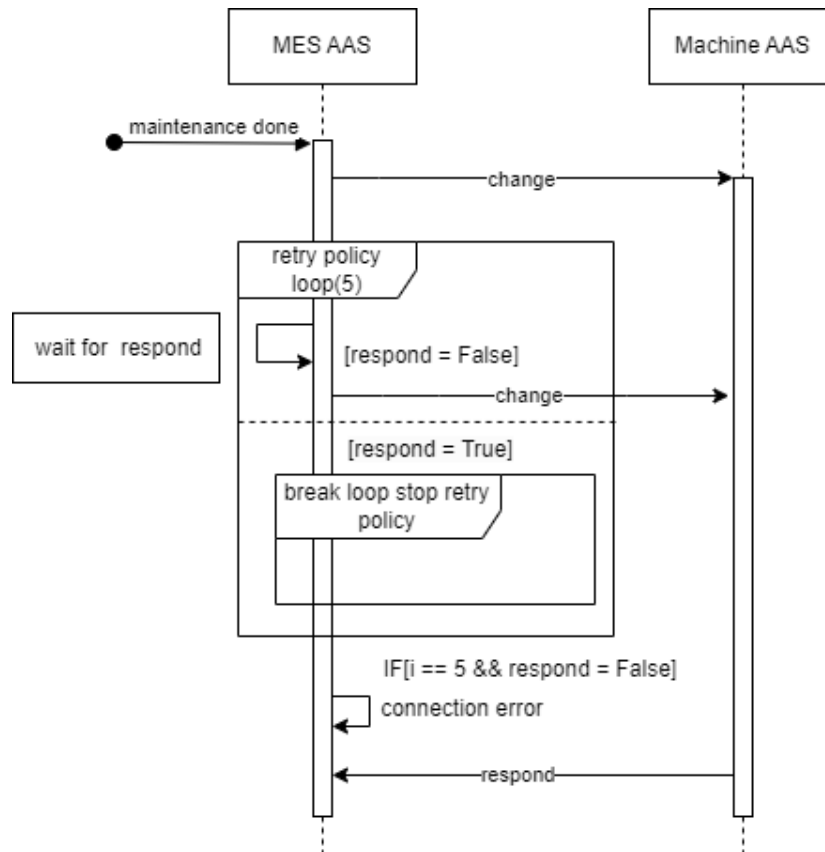 MES AAS
Machine AAS
maintenance done
change
retry policy
loop(5)
wait for respond
[respond = False]
change
[respond = True]
break loop stop retry
policy
IF[i == 5 && respond = False]
connection error
respond